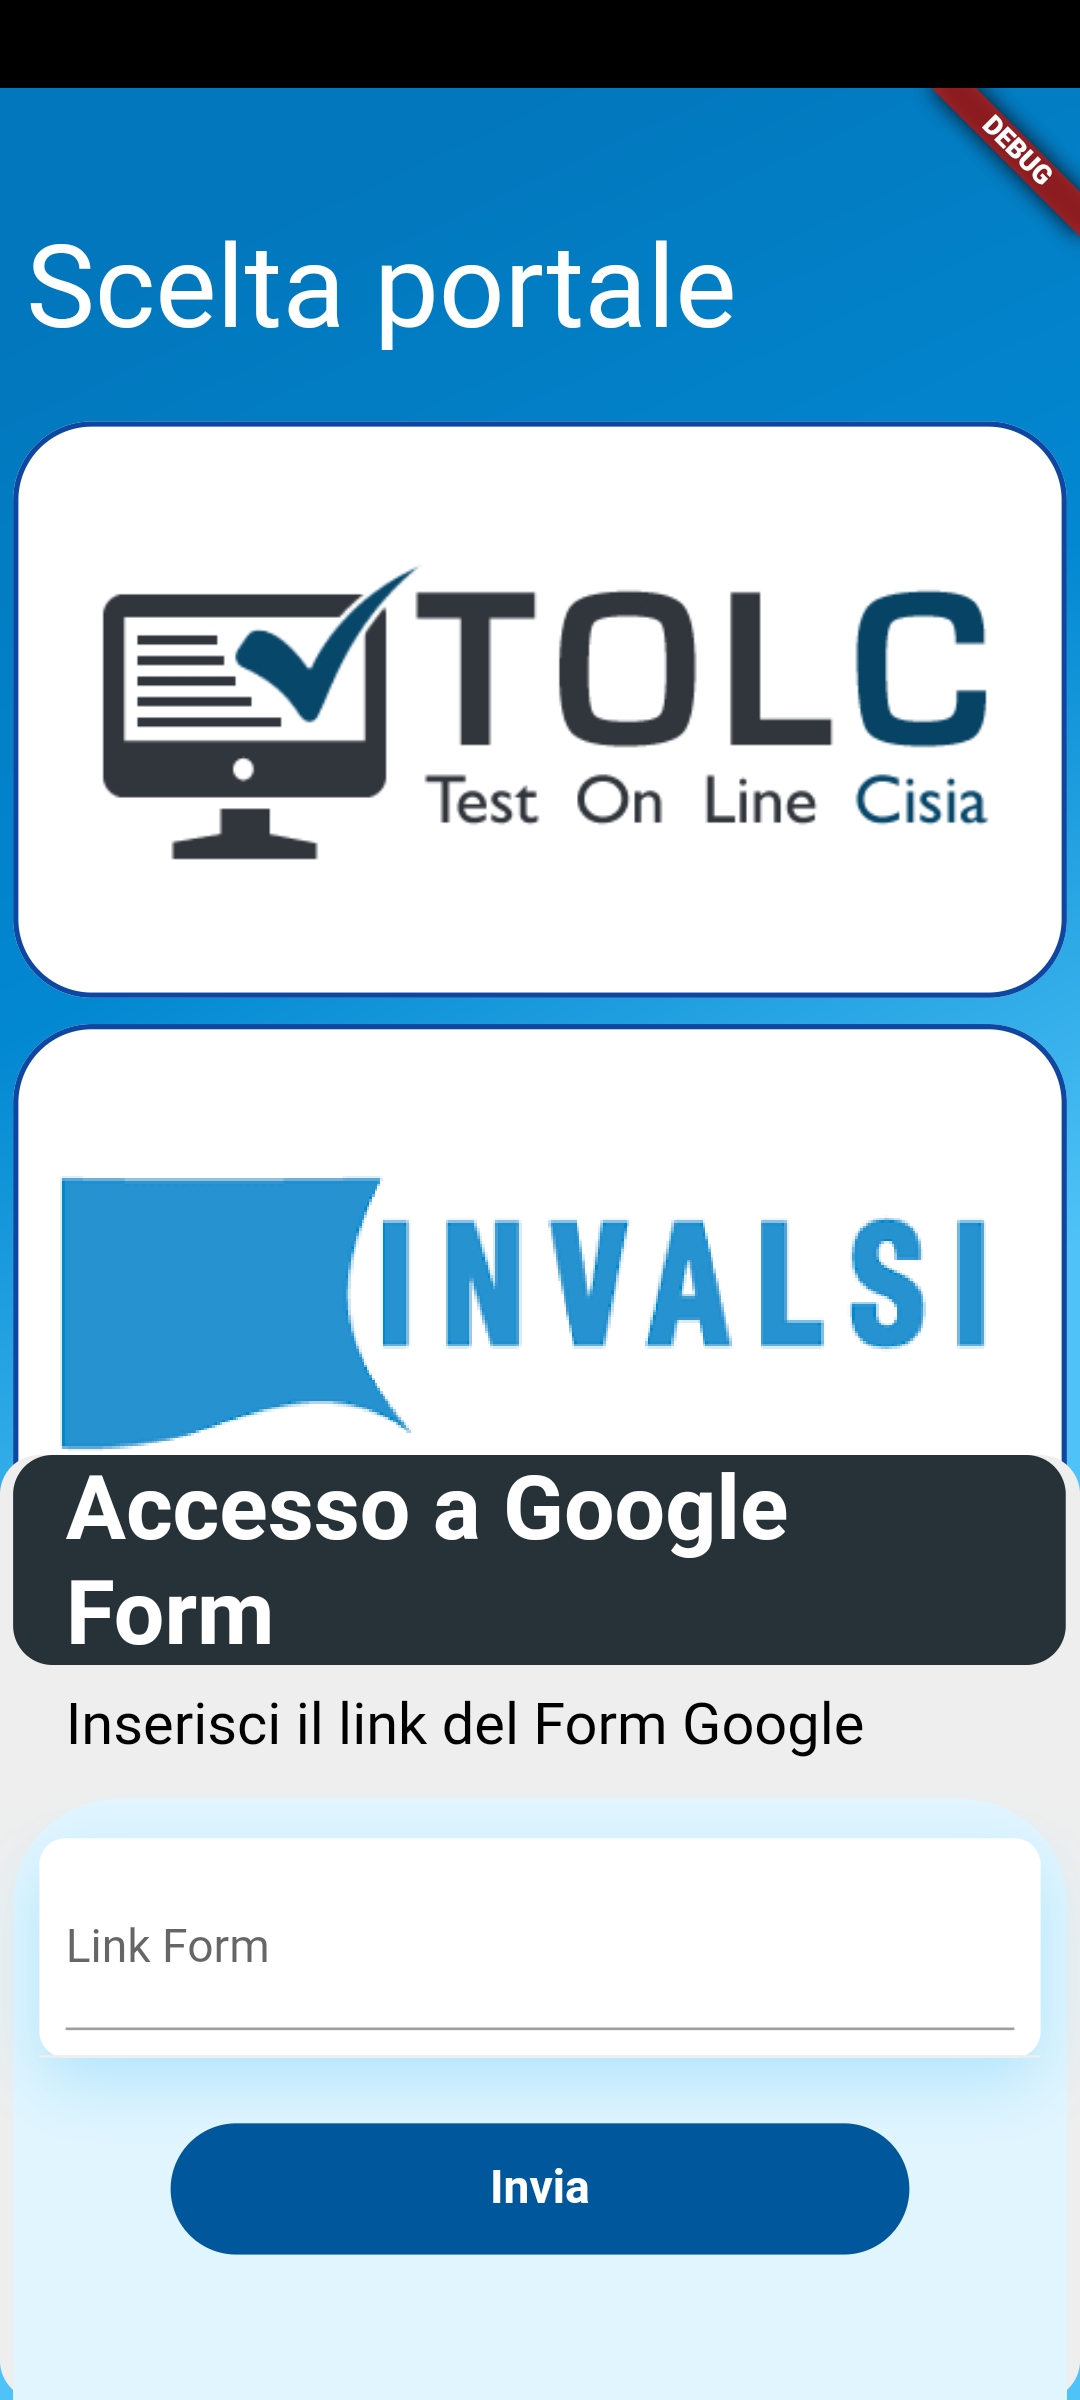 DEBUG
Scelta portale
TOLC
Test On Line Cisia
INVALSI
Accesso a Google
Form
Inserisci il link del Form Google
Link Form
Invia